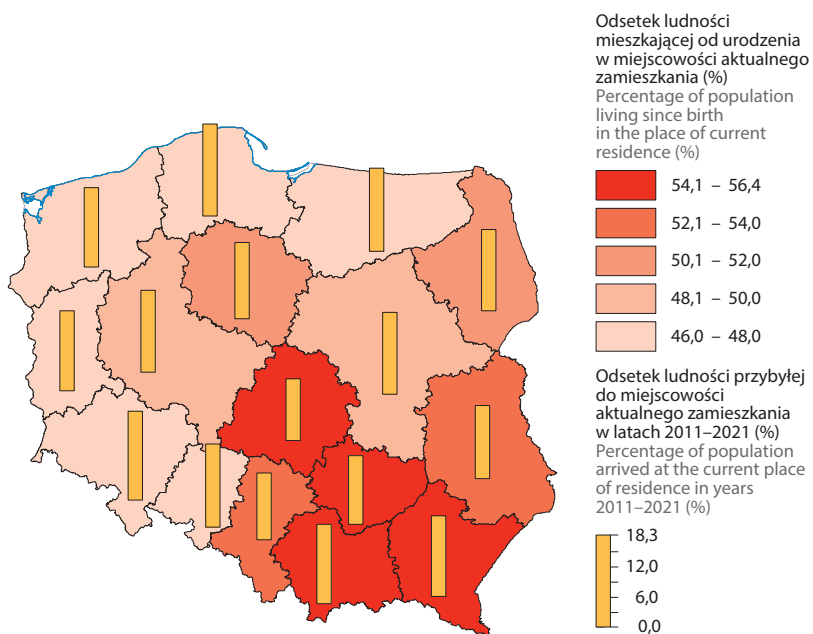 Odsetek ludności
mieszkającej od urodzenia
w miejscowości aktualnego
zamieszkania (%)
Percentage of population
living since birth
in the place of current
residence (%)
54,1 – 56,4
52,1 – 54,0
50,1 – 52,0
48,1 – 50,0
46,0 – 48,0
Odsetek ludności przybyłej
do miejscowości
aktualnego zamieszkania
w latach 2011–2021 (%)
Percentage of population
arrived at the current place
of residence in years
2011–2021 (%)
18,3
12,0
6,0
0,0